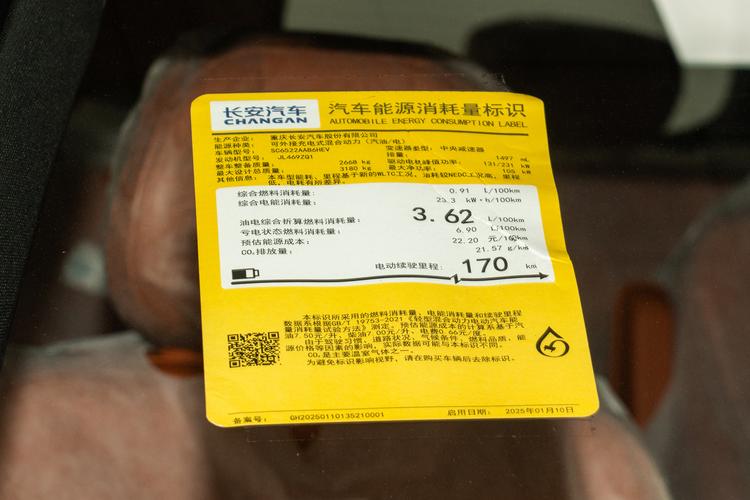 长安汽车
CHANGAN
汽车能源消耗量标识
AUTOMOBILE ENERGY CONSUMPTION LABEL
生产企业： 重庆长安汽车股份有限公司
能源种类： 可外接充电式混合动力（汽油/电）
车辆型号： SC6522AAB6HEV 变速器类型： 中央减速器
发动机型号： JL469ZQ1 排量： 1497 mL
整车整备质量： 2668 kg 驱动电机峰值功率： 131/231 kW
最大设计总质量： 3180 kg 最大净功率： 105 kW
其他信息： 本车型能耗、里程基于新的WLTC工况，油耗较NEDC工况高，里程
低，电耗有所差异。
综合燃料消耗量： 0.91 L/100km
综合电能消耗量： 23.3 kW·h/100km
油电综合折算燃料消耗量： 3.62 L/100km
亏电状态燃料消耗量： 6.90 L/100km
预估能源成本： 22.20 元/100km
CO₂排放量： 21.57 g/km
电动续驶里程： 170 km
本标识所采用的燃料消耗量、电能消耗量和续驶里程
数据系根据GB/T 19753-2021《轻型混合动力电动汽车能
量消耗量试验方法》测定。预估能源成本的计算系基于汽
油7.50元/升、柴油7.00元/升、电费0.66元/度。
由于驾驶习惯、道路状况、气候条件、燃料品质、能
源价格等因素的影响，实际数据可能与本标识不同。
CO₂是主要温室气体之一。
为避免标识影响视野，请在购买车辆后去除标识。
备案号： QH20250110135210001 启用日期： 2025年01月10日